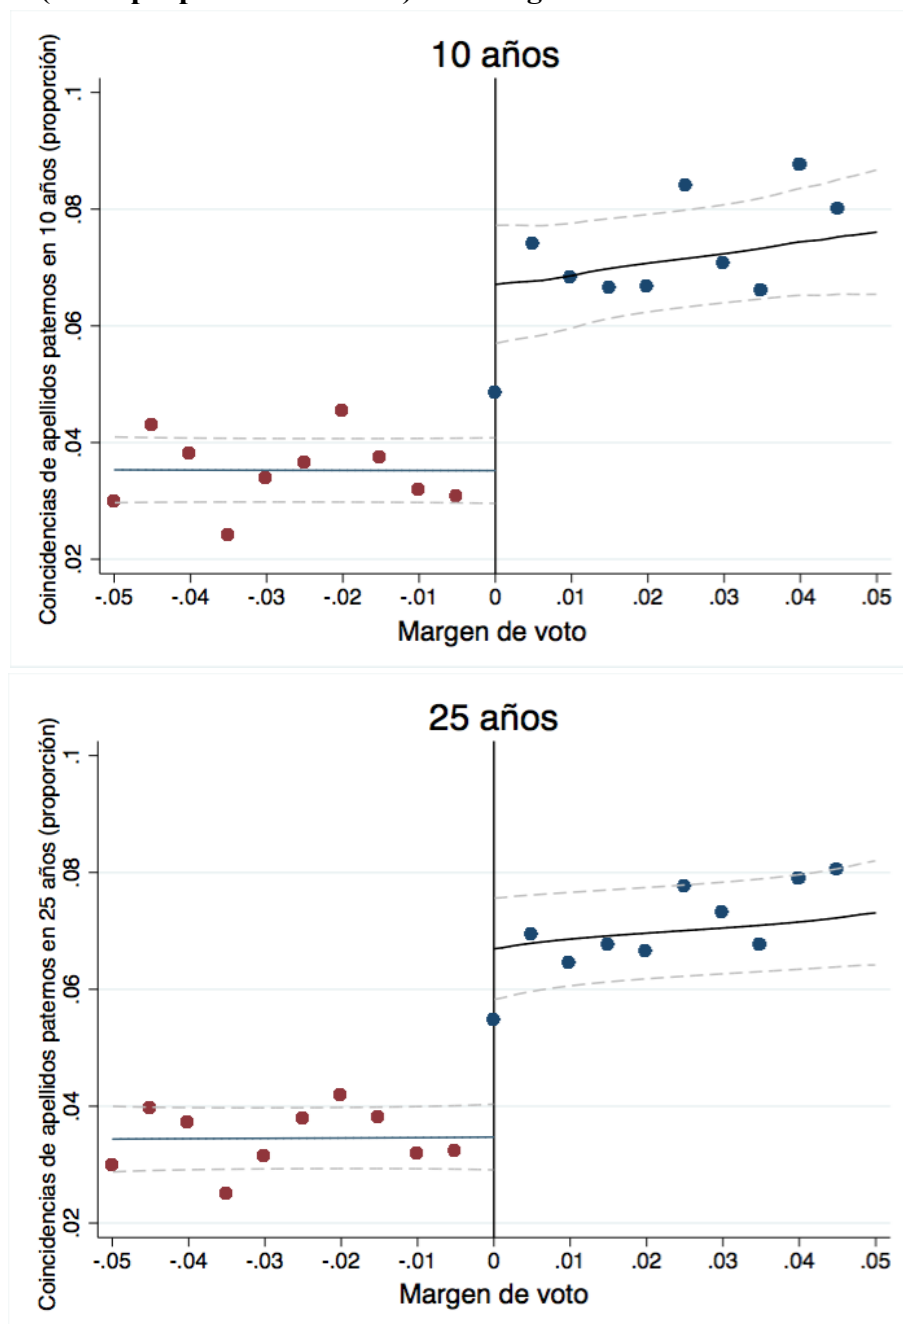 10 años
Coincidencias de apellidos paternos en 10 años (proporción)
.1
.08
.06
.04
.02
-.05 -.04 -.03 -.02 -.01 0 .01 .02 .03 .04 .05
Margen de voto
25 años
Coincidencias de apellidos paternos en 25 años (proporción)
.1
.08
.06
.04
.02
-.05 -.04 -.03 -.02 -.01 0 .01 .02 .03 .04 .05
Margen de voto